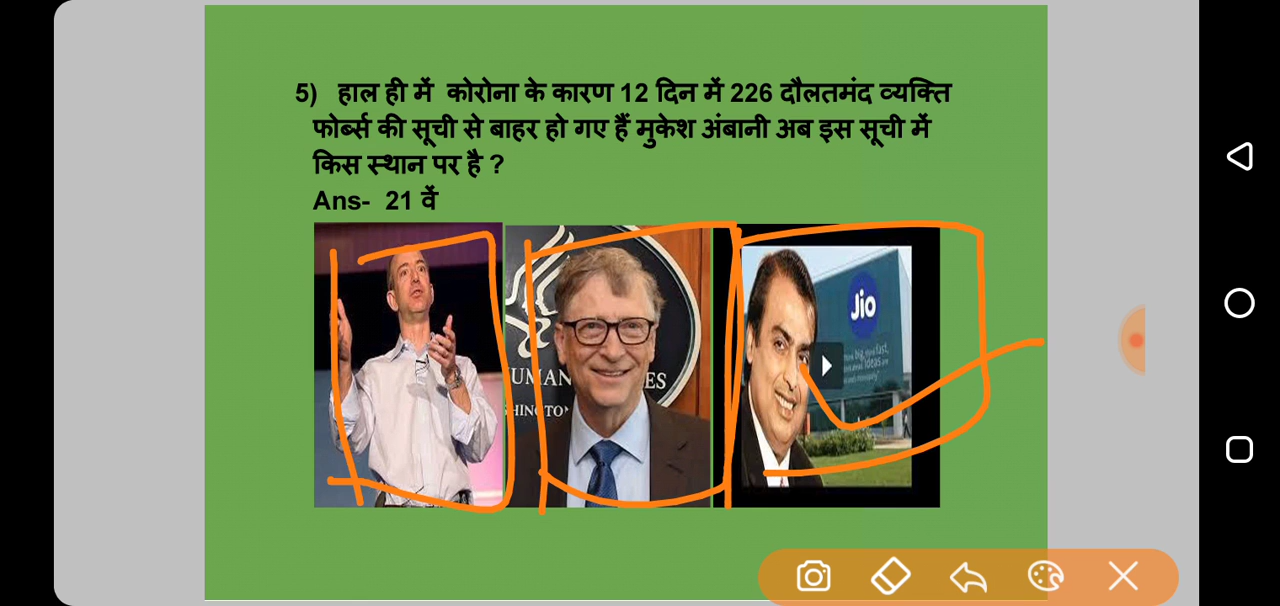 5) हाल ही में कोरोना के कारण 12 दिन में 226 दौलतमंद व्यक्ति
फोर्ब्स की सूची से बाहर हो गए हैं मुकेश अंबानी अब इस सूची में
किस स्थान पर है ?
Ans- 21 वें
Jio